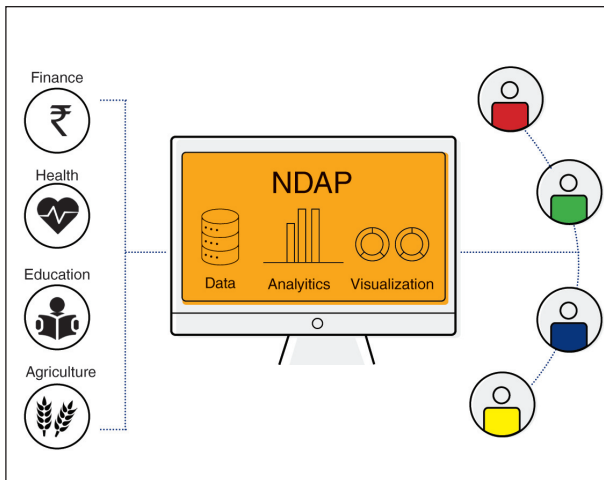 Finance
₹
Health
Education
Agriculture
NDAP
Data
Analyitics
Visualization